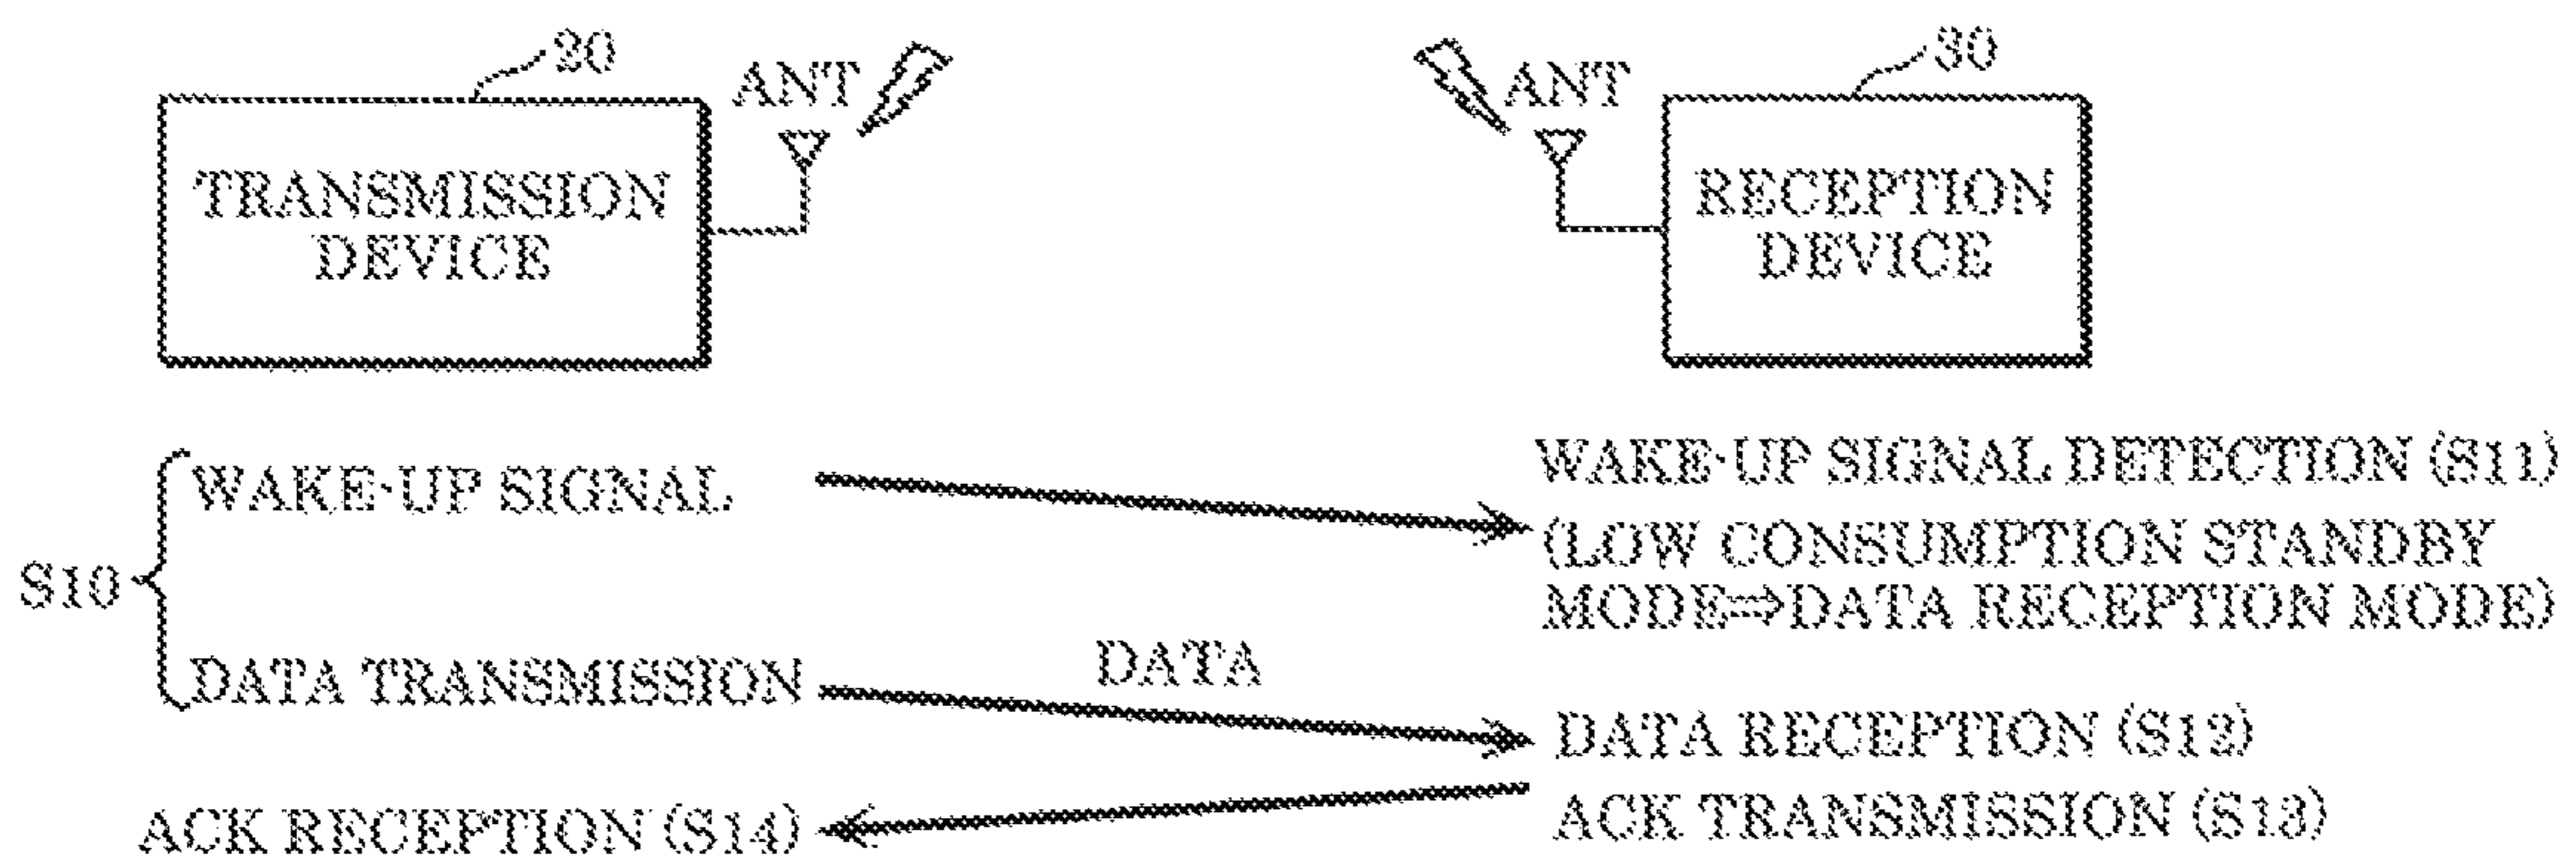 20
ANT
ANT
30
TRANSMISSION
DEVICE
RECEPTION
DEVICE
WAKE-UP SIGNAL
WAKE-UP SIGNAL DETECTION (S11)
(LOW CONSUMPTION STANDBY
MODE⇒DATA RECEPTION MODE)
S10
DATA TRANSMISSION
DATA
DATA RECEPTION (S12)
ACK RECEPTION (S14)
ACK TRANSMISSION (S13)